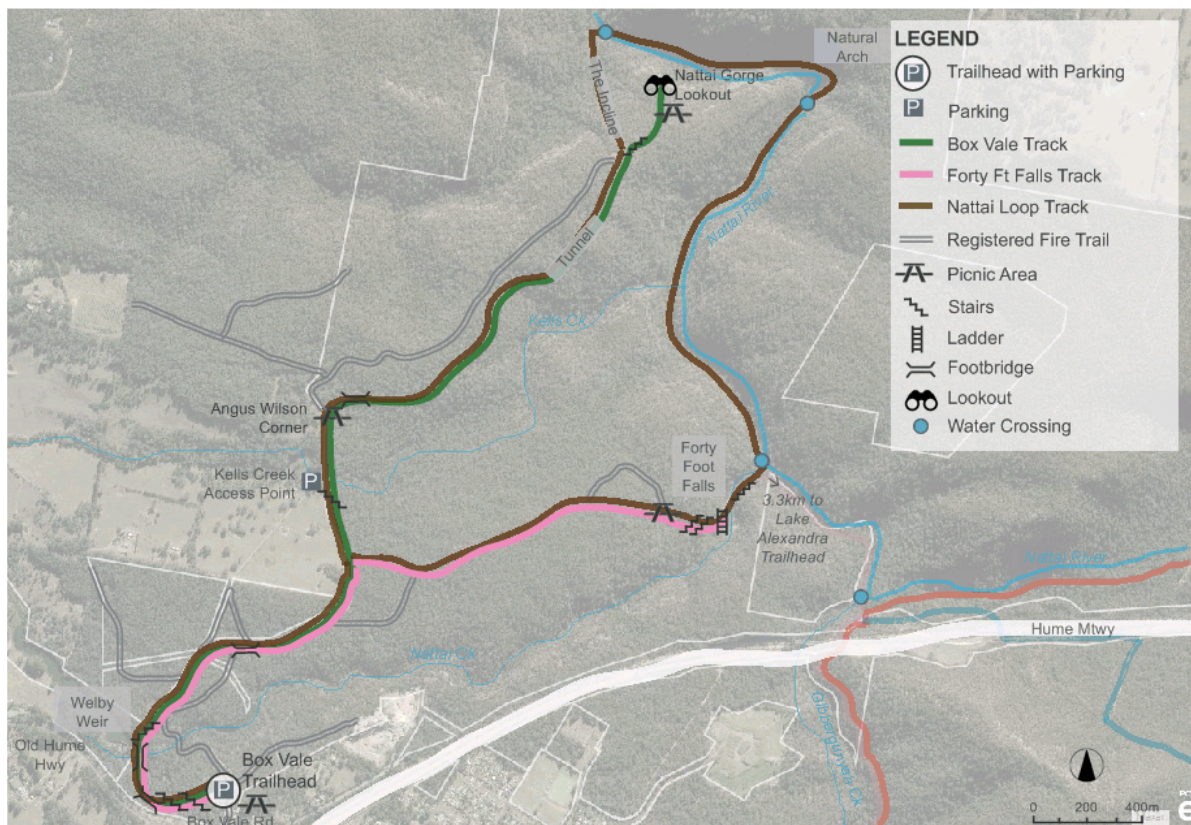 Natural
Arch
The Incline
Nattai Gorge
Lookout
Nattai River
Tunnel
Kells Ck
Angus Wilson
Corner
Kells Creek
Access Point
P
Forty
Foot
Falls
3.3km to
Lake
Alexandra
Trailhead
Nattai River
Hume Mtwy
Nattai Ck
Gibbergunyah Ck
Welby
Weir
Old Hume
Hwy
Box Vale
Trailhead
P
Box Vale Rd
LEGEND
P Trailhead with Parking
P Parking
Box Vale Track
Forty Ft Falls Track
Nattai Loop Track
Registered Fire Trail
Picnic Area
Stairs
Ladder
Footbridge
Lookout
Water Crossing
0 200 400m